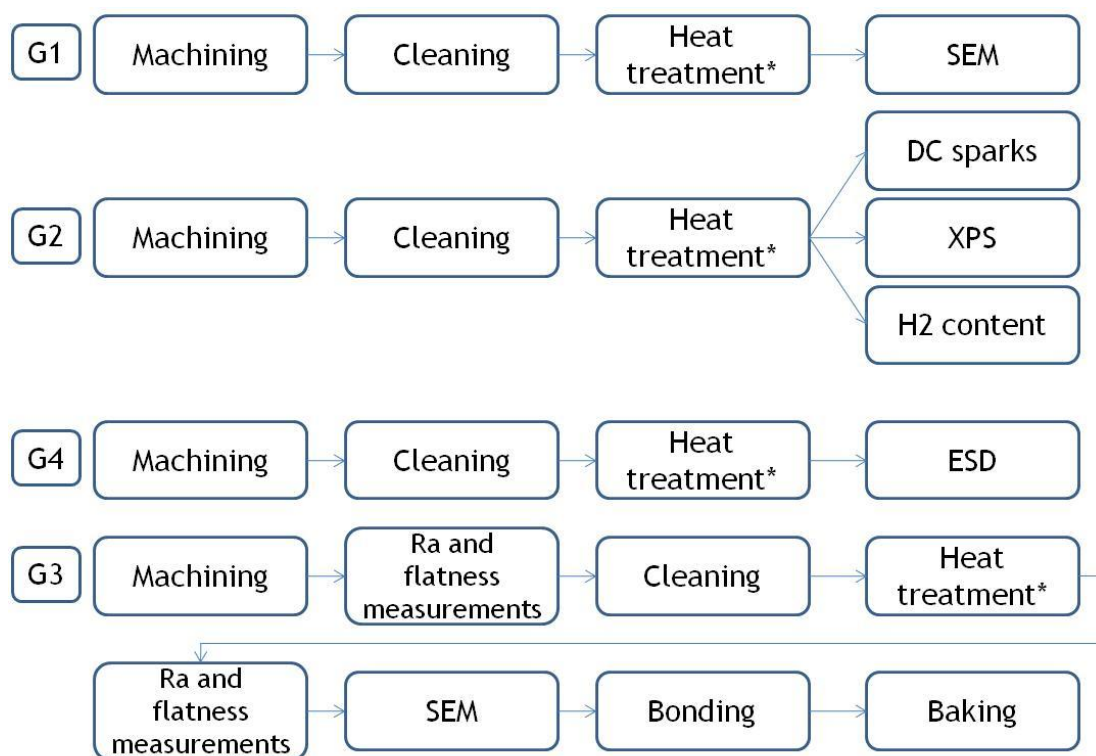 G1
Machining
Cleaning
Heat
treatment*
SEM
DC sparks
G2
Machining
Cleaning
Heat
treatment*
XPS
H2 content
G4
Machining
Cleaning
Heat
treatment*
ESD
G3
Machining
Ra and
flatness
measurements
Cleaning
Heat
treatment*
Ra and
flatness
measurements
SEM
Bonding
Baking